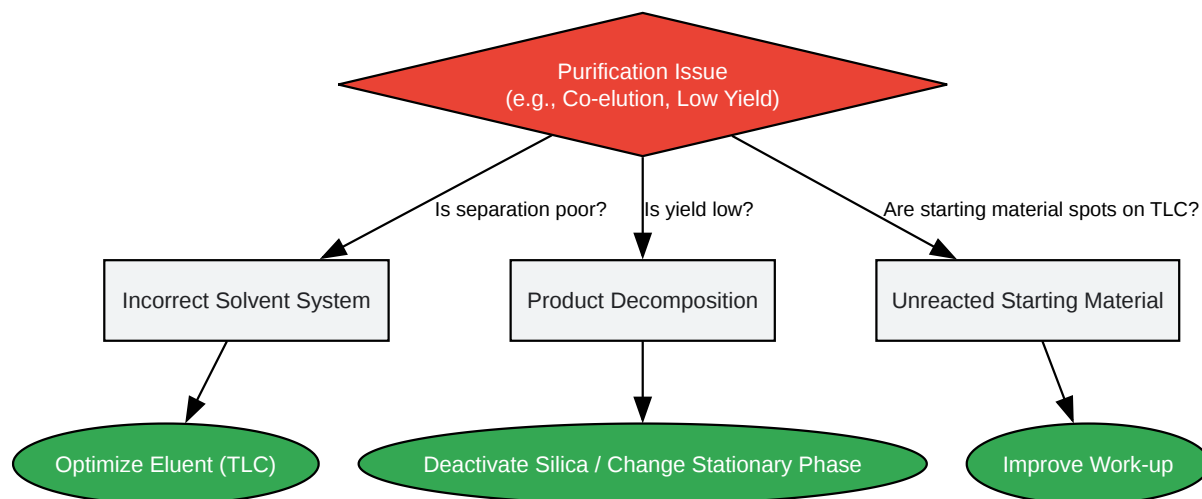 Purification Issue
(e.g., Co-elution, Low Yield)
Is separation poor?
Is yield low?
Are starting material spots on TLC?
Incorrect Solvent System
Product Decomposition
Unreacted Starting Material
Optimize Eluent (TLC)
Deactivate Silica / Change Stationary Phase
Improve Work-up